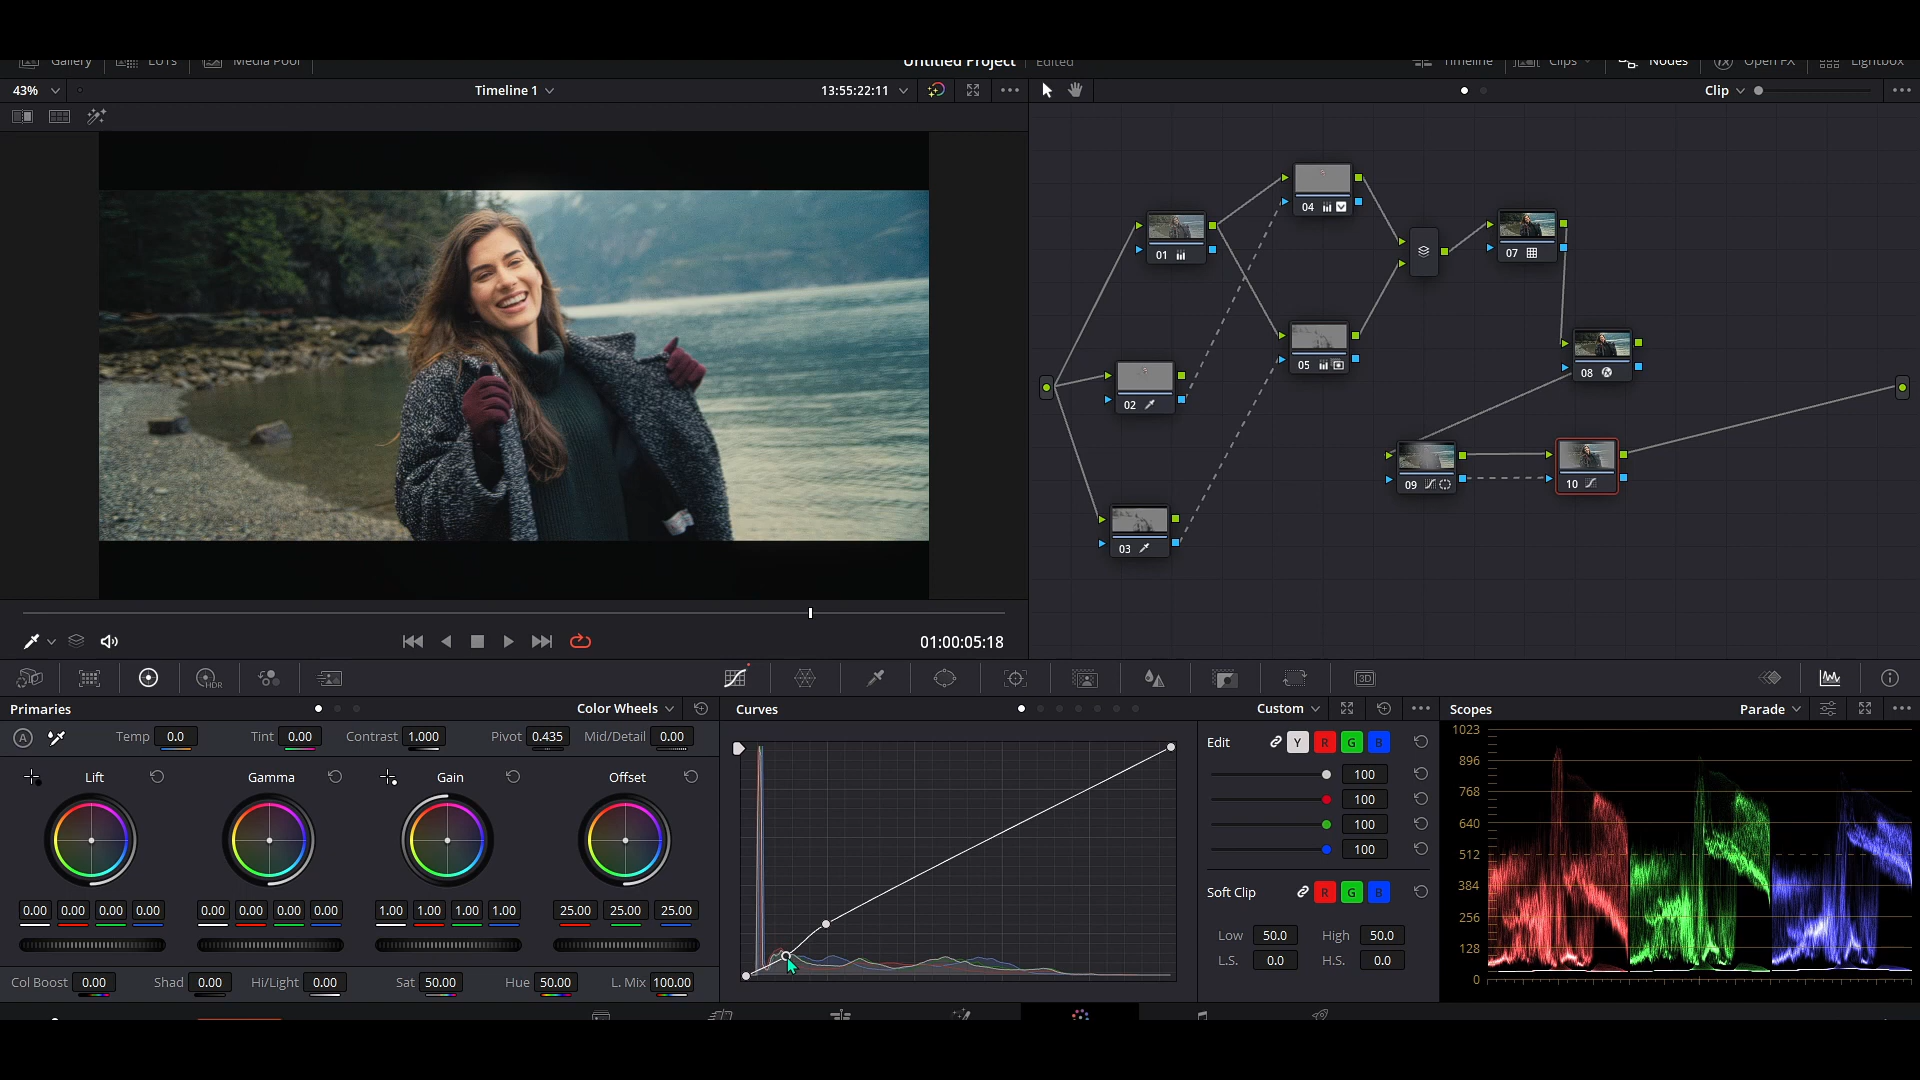 Gallery LUTs Media Pool Untitled Project Edited Timeline Clips Nodes Open FX Lightbox
43% Timeline 1 13:55:22:11 Clip
04
01 07
05
08
02
09 10
03
01:00:05:18
HDR 3D
Primaries Color Wheels Curves Custom Scopes Parade
A Temp 0.0 Tint 0.00 Contrast 1.000 Pivot 0.435 Mid/Detail 0.00
Lift Gamma Gain Offset
0.00 0.00 0.00 0.00 0.00 0.00 0.00 0.00 1.00 1.00 1.00 1.00 25.00 25.00 25.00
Col Boost 0.00 Shad 0.00 Hi/Light 0.00 Sat 50.00 Hue 50.00 L. Mix 100.00
Edit Y R G B
100
100
100
100
Soft Clip R G B
Low 50.0 High 50.0
L.S. 0.0 H.S. 0.0
1023
896
768
640
512
384
256
128
0